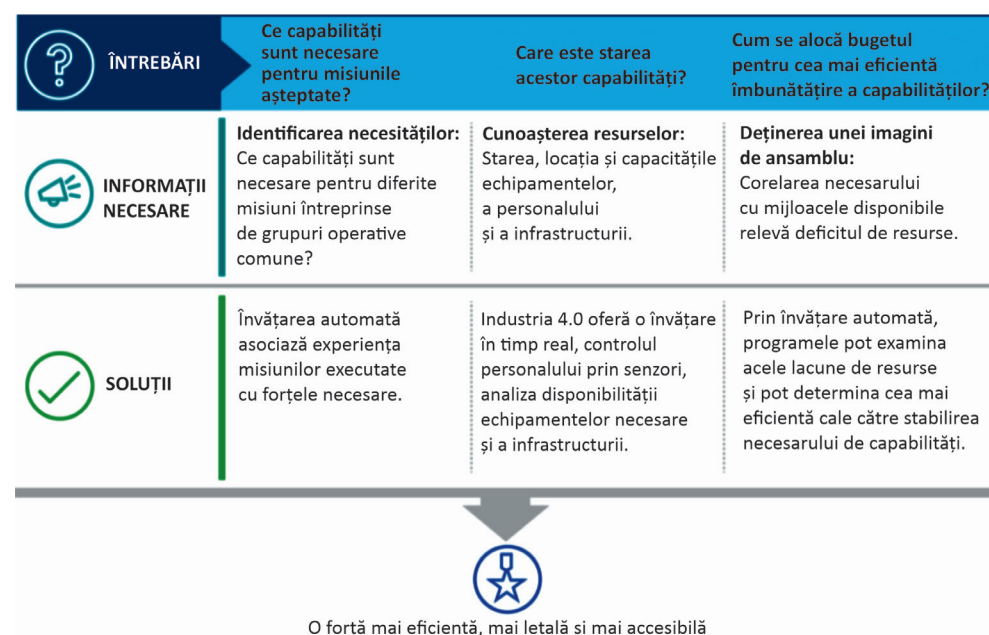 ÎNTREBĂRI
Ce capabilități
sunt necesare
pentru misiunile
așteptate?
Care este starea
acestor capabilități?
Cum se alocă bugetul
pentru cea mai eficientă
îmbunătățire a capabilităților?
INFORMAȚII
NECESARE
Identificarea necesităților:
Ce capabilități sunt
necesare pentru diferite
misiuni întreprinse
de grupuri operative
comune?
Cunoașterea resurselor:
Starea, locația și capacitățile
echipamentelor,
a personalului
și a infrastructurii.
Deținerea unei imagini
de ansamblu:
Corelarea necesarului
cu mijloacele disponibile
relevă deficitul de resurse.
SOLUȚII
Învățarea automată
asociază experiența
misiunilor executate
cu forțele necesare.
Industria 4.0 oferă o învățare
în timp real, controlul
personalului prin senzori,
analiza disponibilității
echipamentelor necesare
și a infrastructurii.
Prin învățare automată,
programele pot examina
acele lacune de resurse
și pot determina cea mai
eficientă cale către stabilirea
necesarului de capabilități.
O forță mai eficientă, mai letală și mai accesibilă